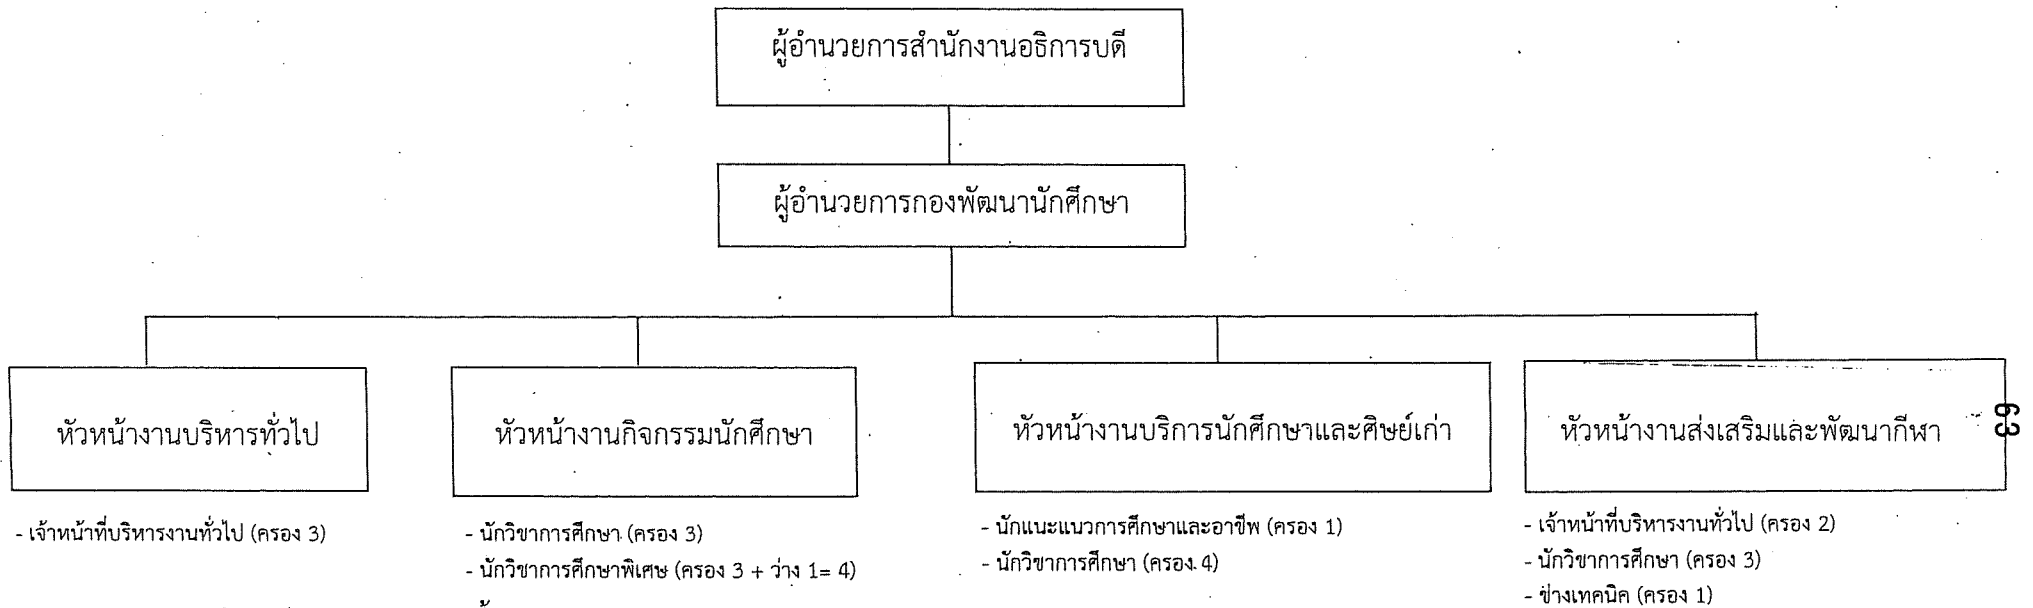 ผู้อำนวยการสำนักงานอธิการบดี
ผู้อำนวยการกองพัฒนานักศึกษา
หัวหน้างานบริหารทั่วไป
- เจ้าหน้าที่บริหารงานทั่วไป (ครอง 3)
หัวหน้างานกิจกรรมนักศึกษา
- นักวิชาการศึกษา (ครอง 3)
- นักวิชาการศึกษาพิเศษ (ครอง 3 + ว่าง 1= 4)
หัวหน้างานบริการนักศึกษาและศิษย์เก่า
- นักแนะแนวการศึกษาและอาชีพ (ครอง 1)
- นักวิชาการศึกษา (ครอง 4)
หัวหน้างานส่งเสริมและพัฒนากีฬา
- เจ้าหน้าที่บริหารงานทั่วไป (ครอง 2)
- นักวิชาการศึกษา (ครอง 3)
- ช่างเทคนิค (ครอง 1)
63